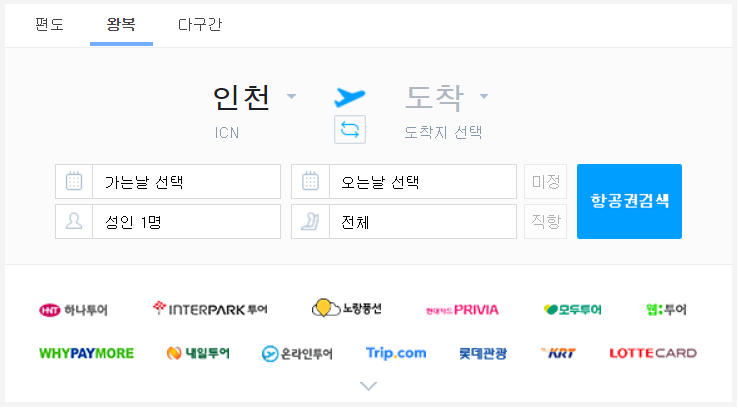 편도 왕복 다구간
인천 도착
ICN 도착지 선택
가는날 선택 오는날 선택 미정
성인 1명 전체 직항
항공권검색
HNT 하나투어 INTERPARK 투어 노랑풍선 현대카드 PRIVIA 모두투어 웹:투어
WHYPAYMORE 내일투어 온라인투어 Trip.com 롯데관광 KRT LOTTECARD